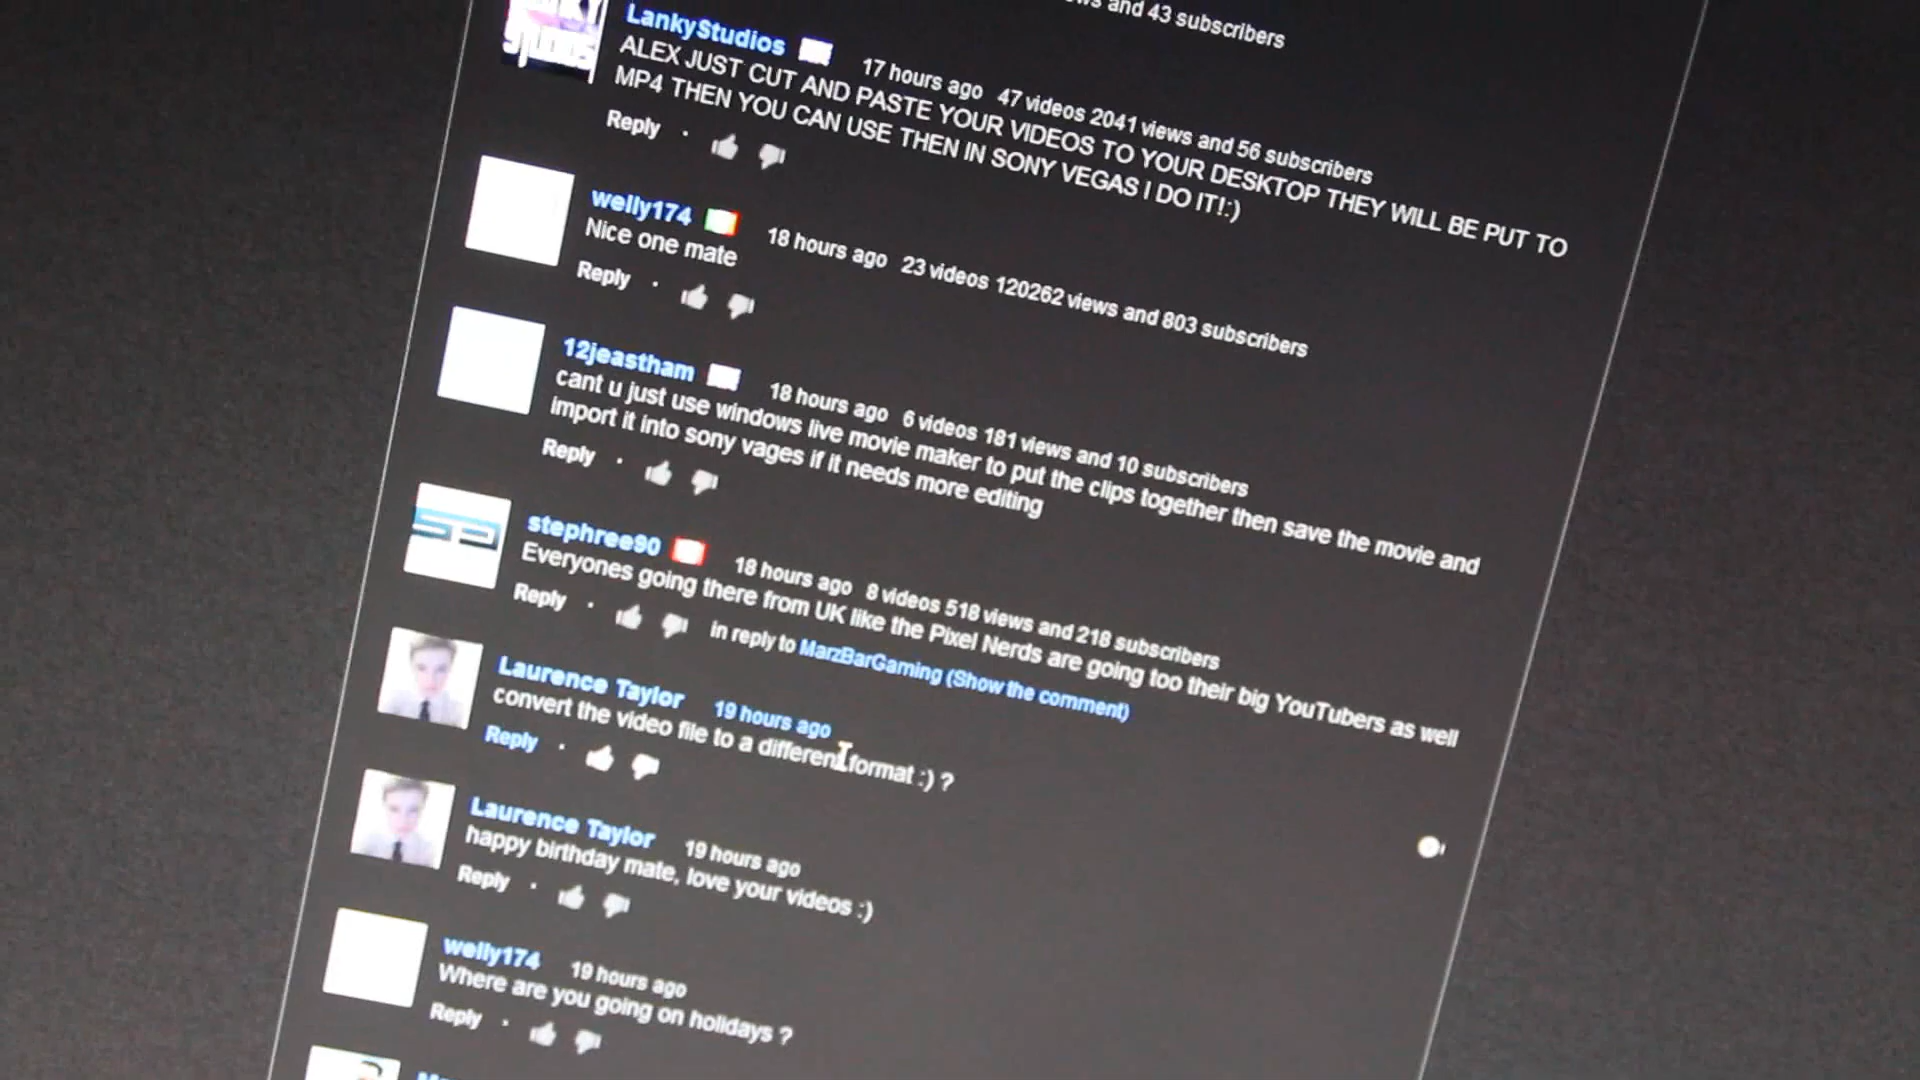 and 43 subscribers
LankyStudios 17 hours ago 47 videos 2041 views and 56 subscribers
ALEX JUST CUT AND PASTE YOUR VIDEOS TO YOUR DESKTOP THEY WILL BE PUT TO
MP4 THEN YOU CAN USE THEN IN SONY VEGAS I DO IT!:)
Reply ·
welly174 18 hours ago 23 videos 120262 views and 803 subscribers
Nice one mate
Reply ·
12jeastham 18 hours ago 6 videos 181 views and 10 subscribers
cant u just use windows live movie maker to put the clips together then save the movie and
import it into sony vages if it needs more editing
Reply ·
stephree90 18 hours ago 8 videos 518 views and 218 subscribers
Everyones going there from UK like the Pixel Nerds are going too their big YouTubers as well
Reply · in reply to MarzBarGaming (Show the comment)
Laurence Taylor 19 hours ago
convert the video file to a different format :) ?
Reply ·
Laurence Taylor 19 hours ago
happy birthday mate, love your videos :)
Reply ·
welly174 19 hours ago
Where are you going on holidays ?
Reply ·